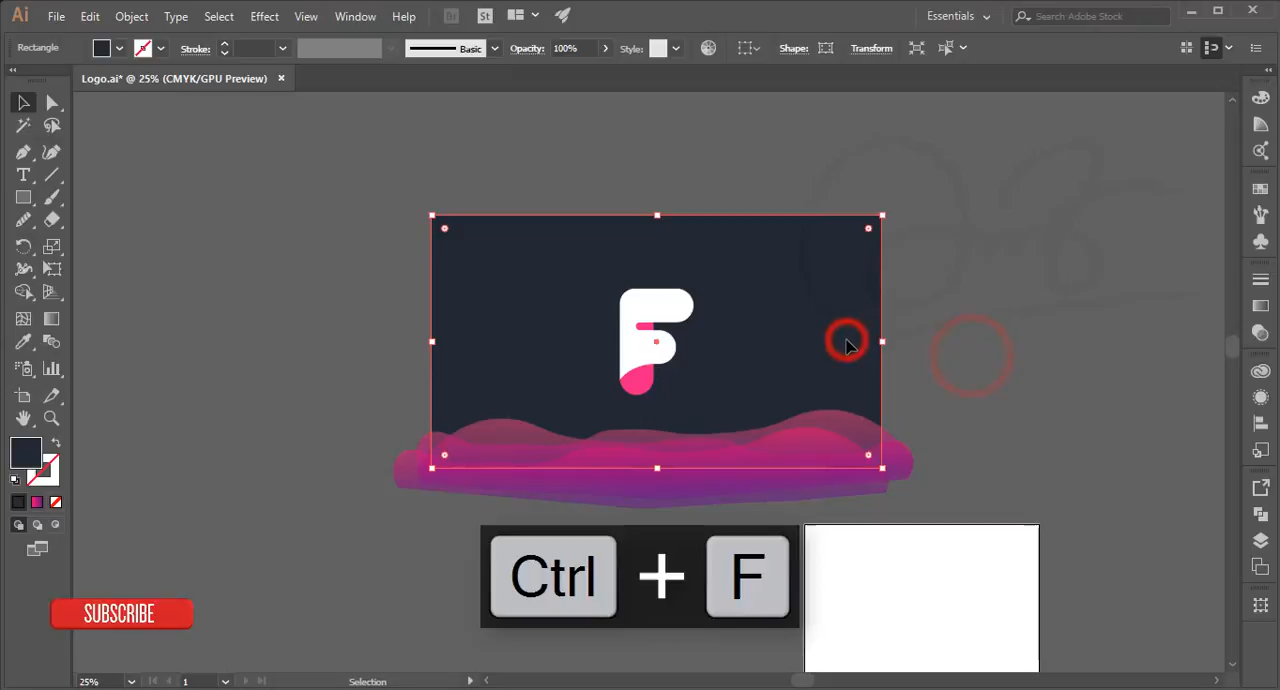 Ai File Edit Object Type Select Effect View Window Help Br St Essentials Search Adobe Stock
Rectangle Stroke: Basic Opacity: 100% Style: Shape: Transform
Logo.ai* @ 25% (CMYK/GPU Preview) ×
F
Ctrl + F
SUBSCRIBE
25% 1 Selection